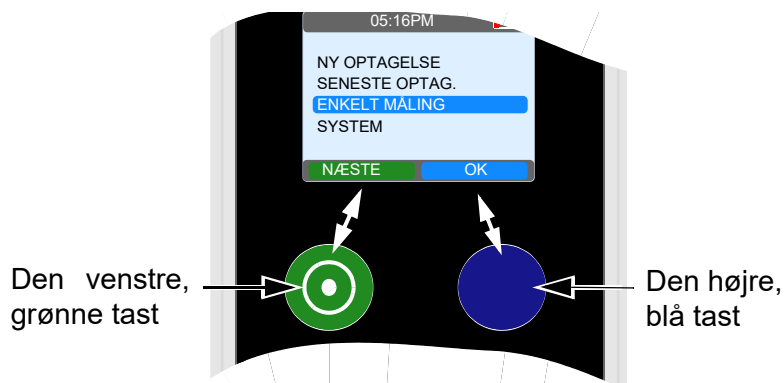 05:16PM
NY OPTAGELSE
SENESTE OPTAG.
ENKELT MÅLING
SYSTEM
NÆSTE OK
Den venstre,
grønne tast
Den højre,
blå tast